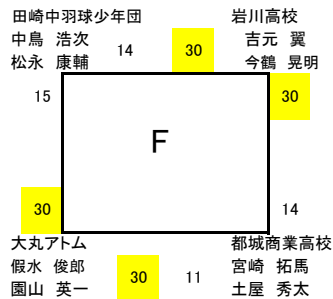 田崎中羽球少年団 岩川高校
中鳥 浩次 14 30 吉元 翼
松永 康輔 今鶴 晃明
15 30
F
30 14
大丸アトム 都城商業高校
假水 俊郎 30 11 宮崎 拓馬
園山 英一 土屋 秀太